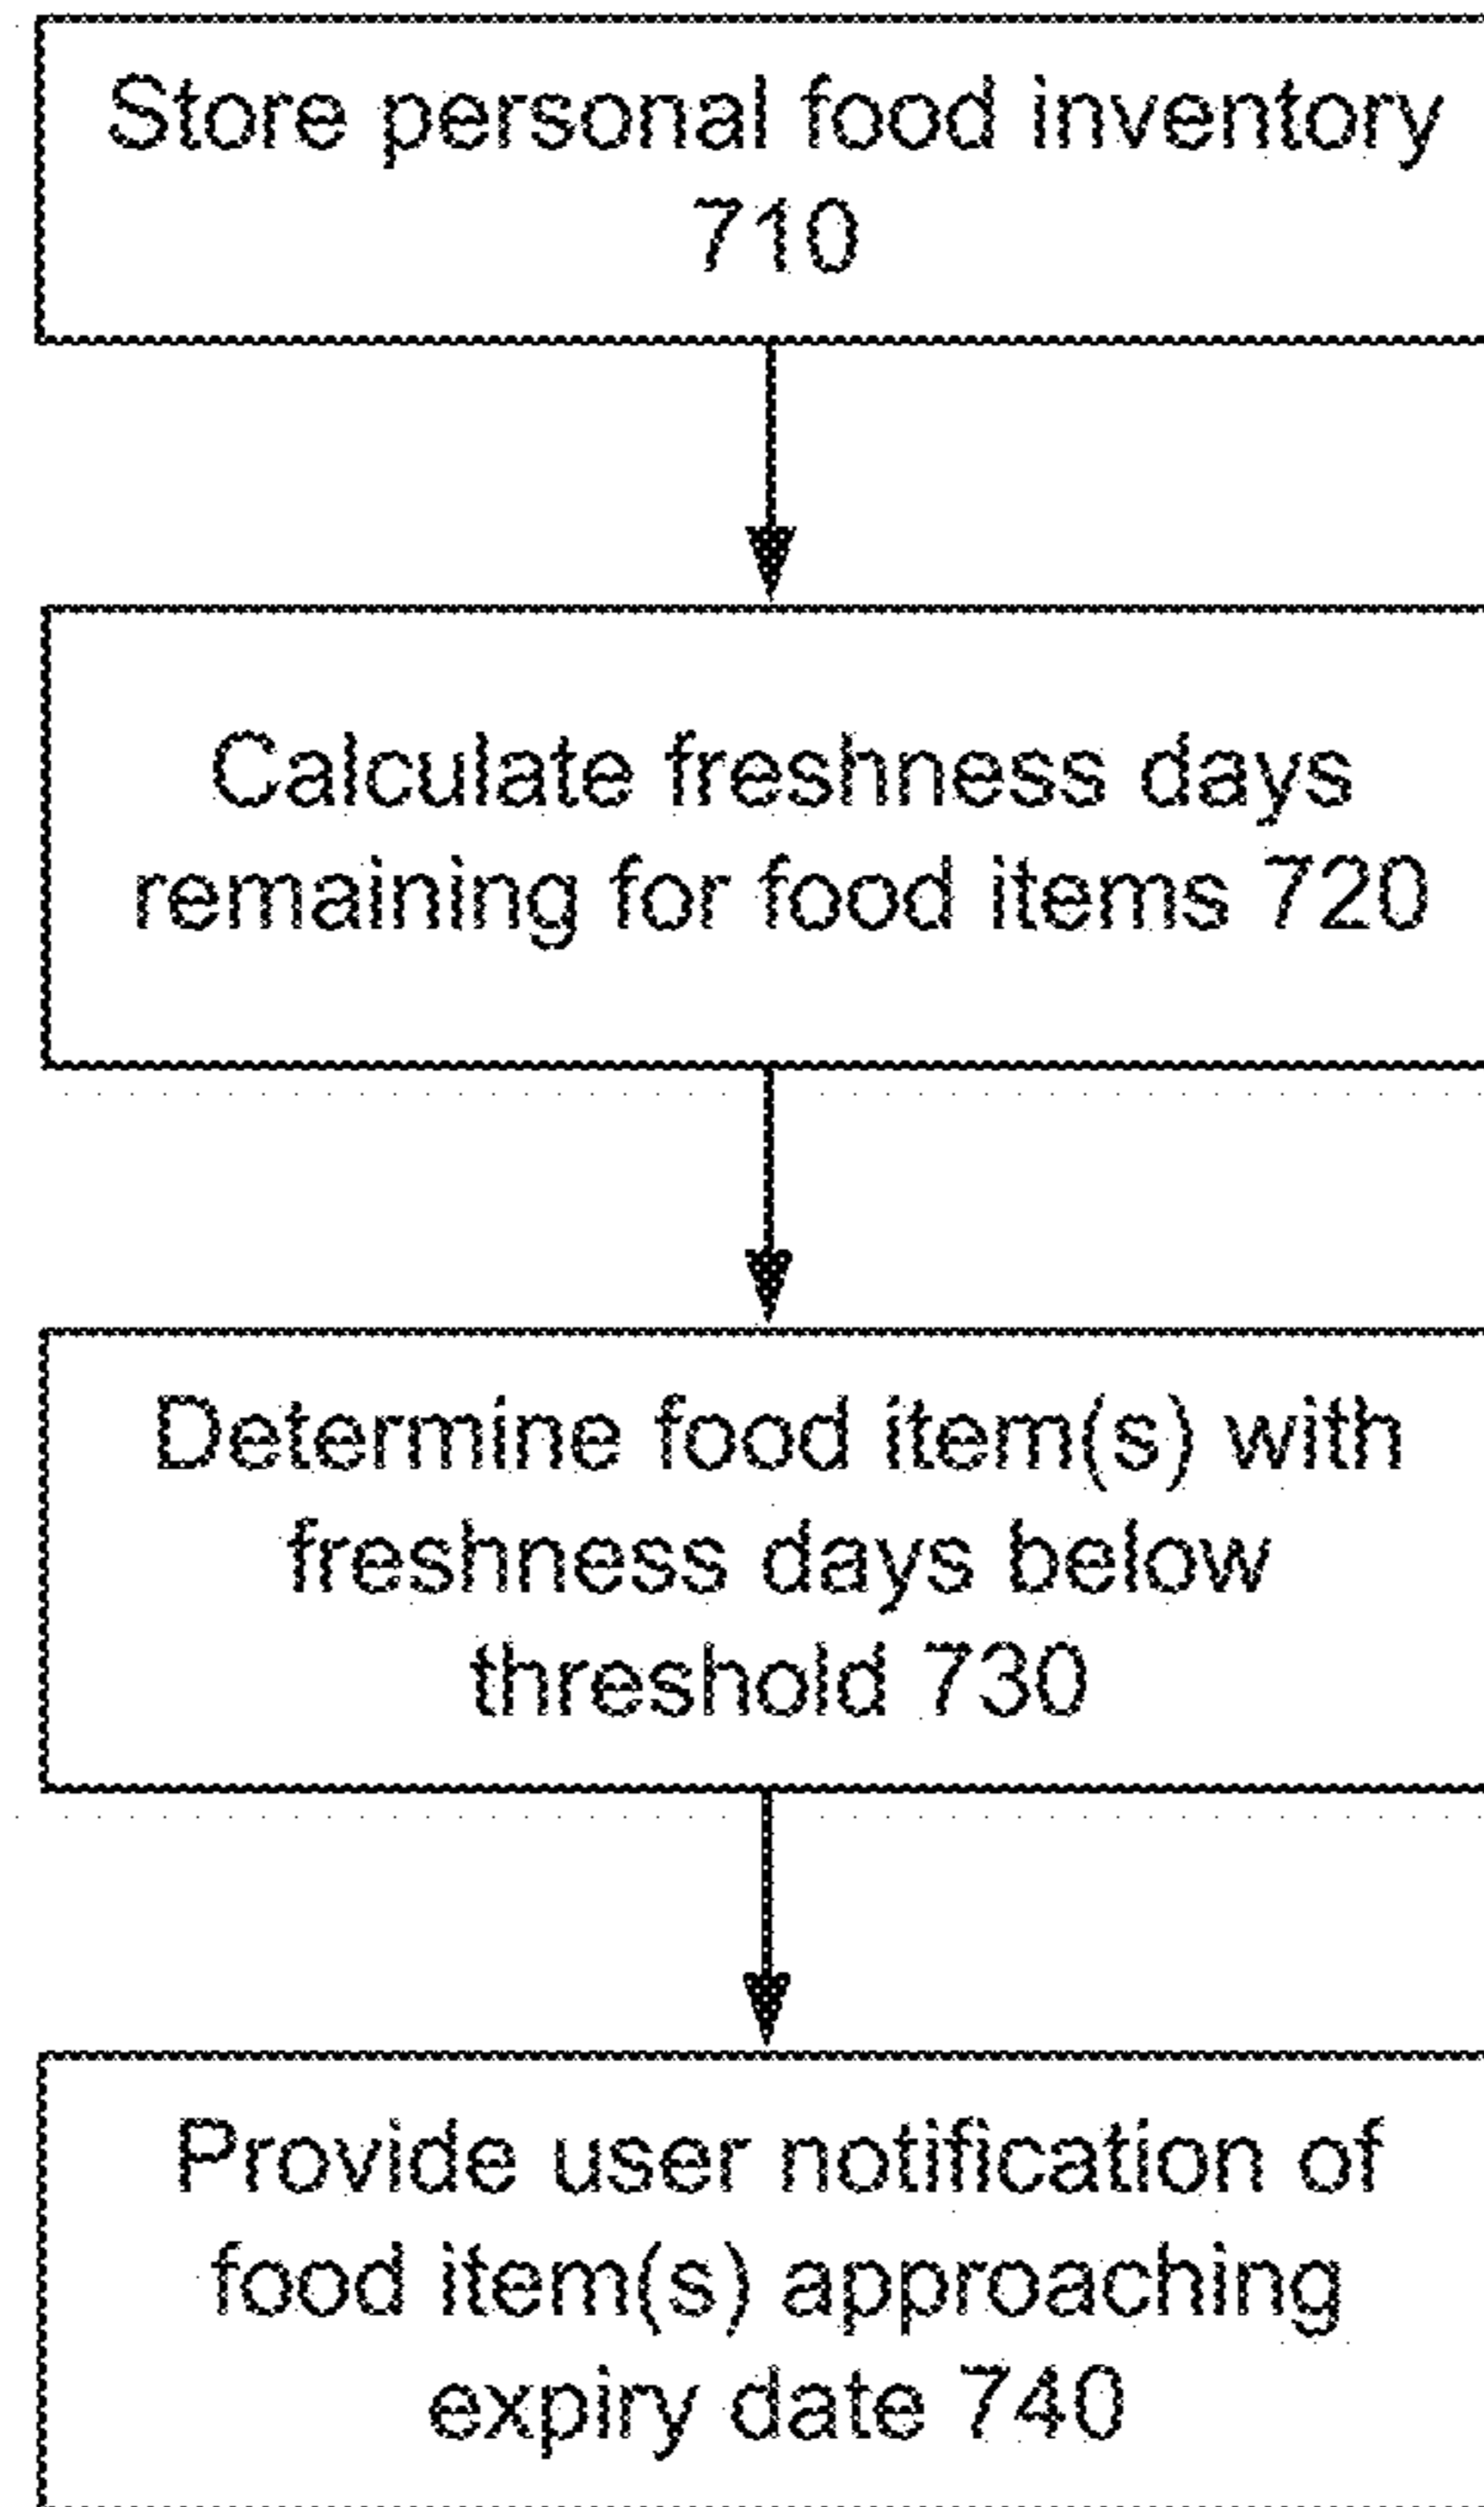 Store personal food inventory
710
Calculate freshness days
remaining for food items 720
Determine food item(s) with
freshness days below
threshold 730
Provide user notification of
food item(s) approaching
expiry date 740